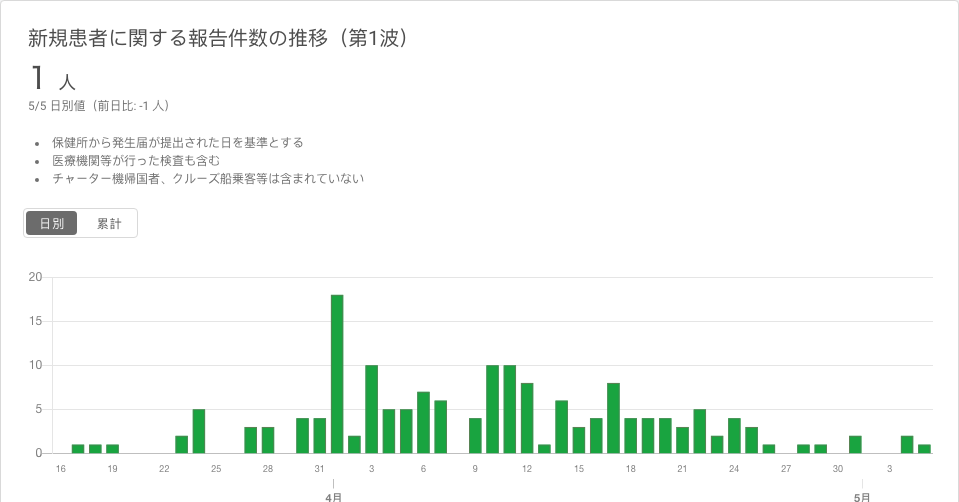 新規患者に関する報告件数の推移（第1波）
1 人
5/5 日別値（前日比: -1 人）
保健所から発生届が提出された日を基準とする
医療機関等が行った検査も含む
チャーター機帰国者、クルーズ船乗客等は含まれていない
日別 累計
20
15
10
5
0
16 19 22 25 28 31 3 6 9 12 15 18 21 24 27 30 3
4月 5月